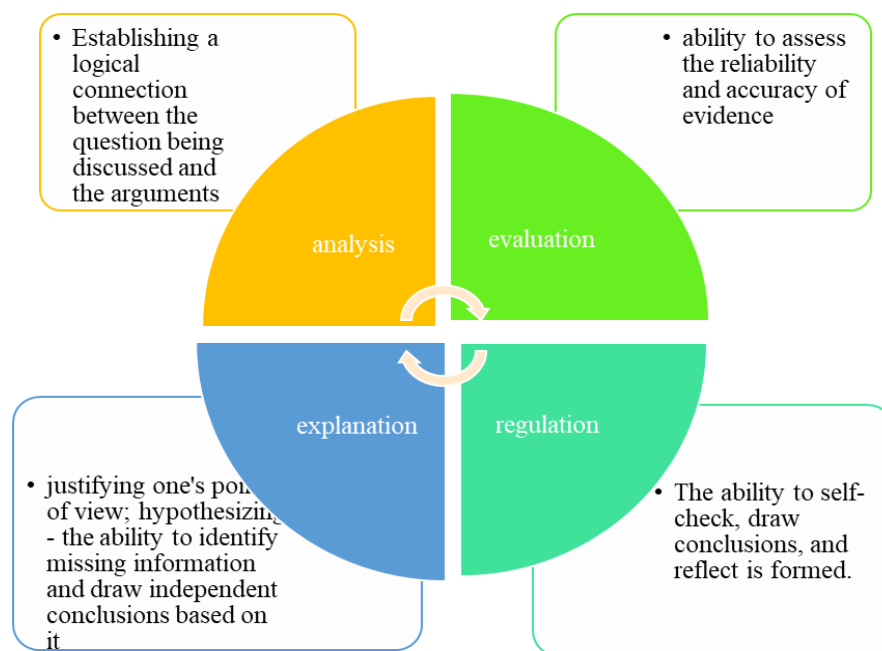 • Establishing a
logical
connection
between the
question being
discussed and
the arguments
• ability to assess
the reliability
and accuracy of
evidence
analysis
evaluation
explanation
regulation
• justifying one's poin
of view; hypothesizing
- the ability to identify
missing information
and draw independent
conclusions based on
it
• The ability to self-
check, draw
conclusions, and
reflect is formed.